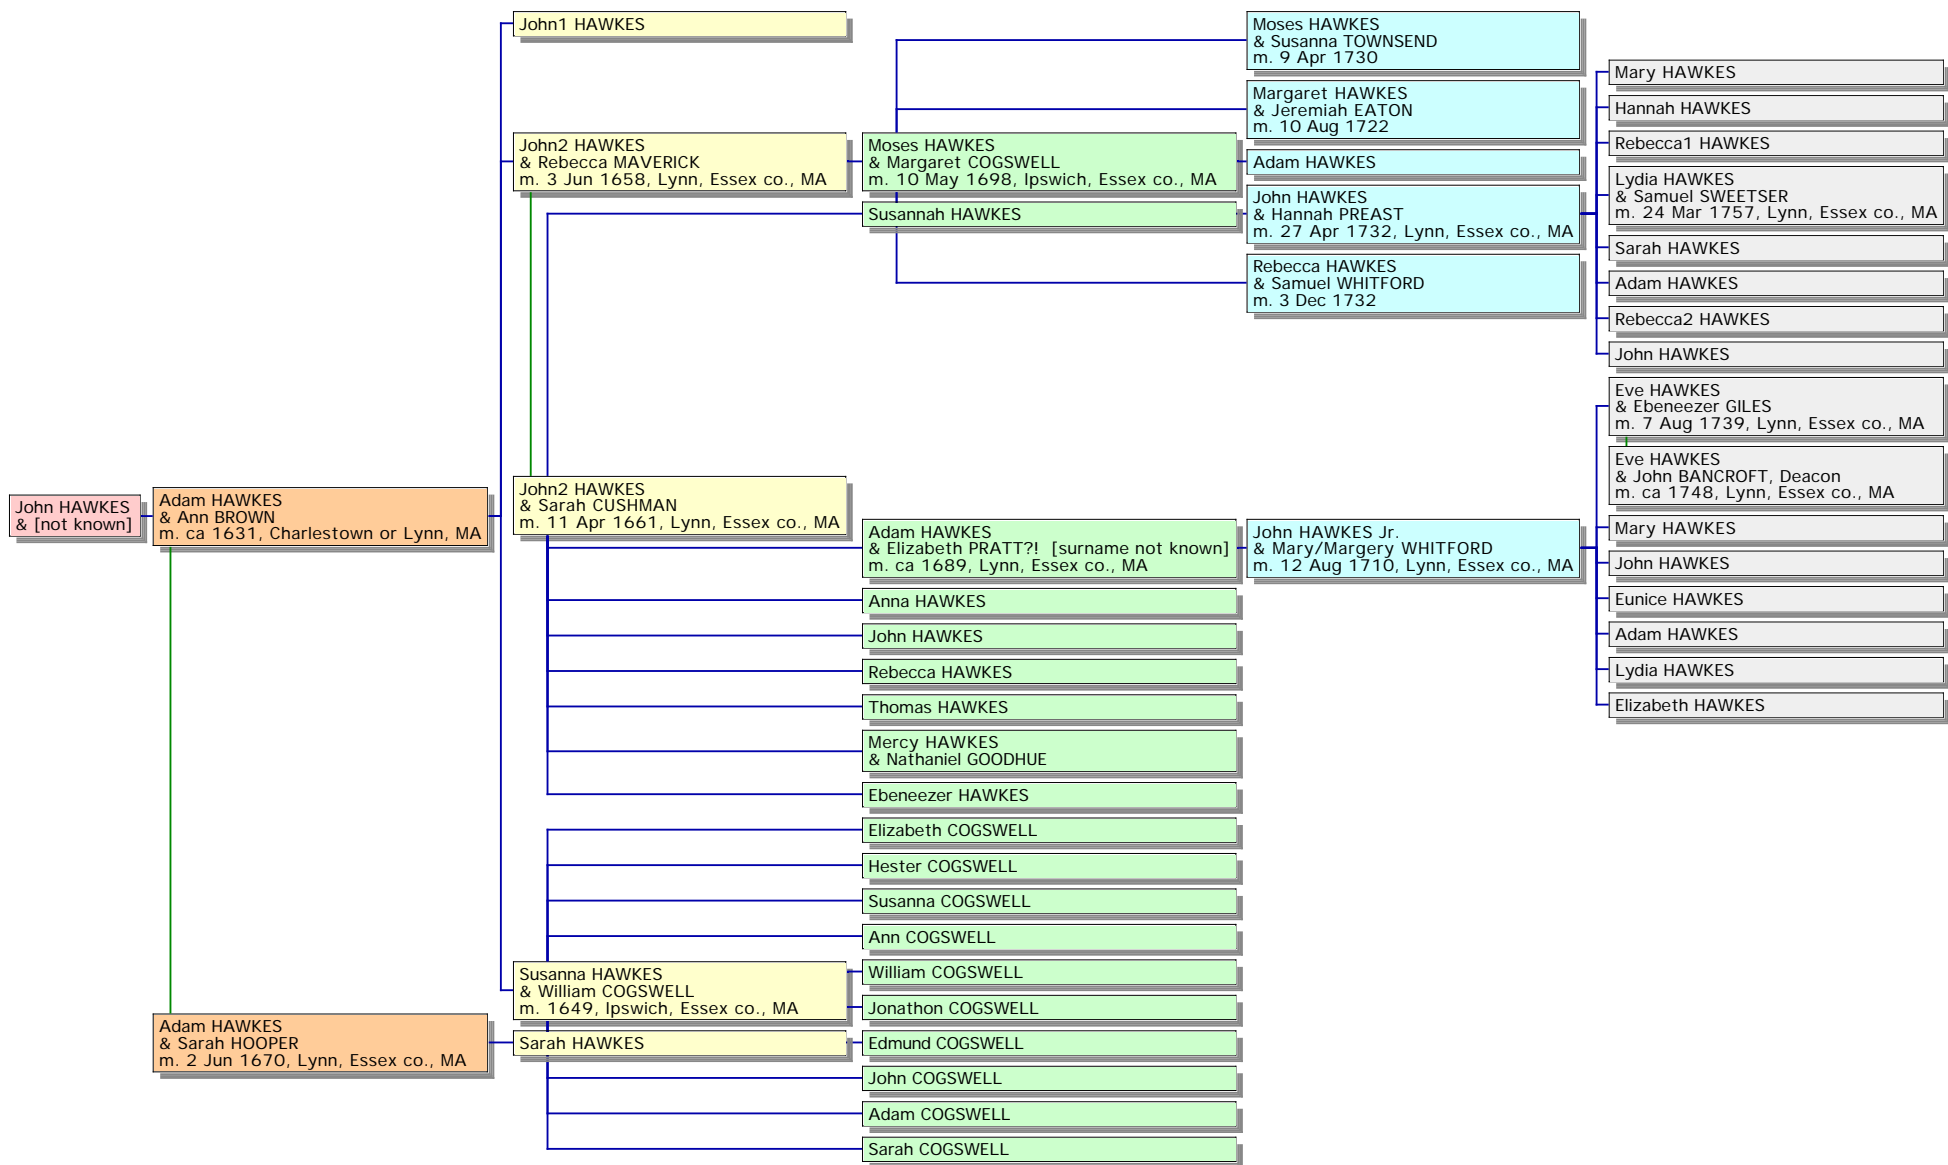 John HAWKES
& [not known]
Adam HAWKES
& Ann BROWN
m. ca 1631, Charlestown or Lynn, MA
Adam HAWKES
& Sarah HOOPER
m. 2 Jun 1670, Lynn, Essex co., MA
John1 HAWKES
John2 HAWKES
& Rebecca MAVERICK
m. 3 Jun 1658, Lynn, Essex co., MA
John2 HAWKES
& Sarah CUSHMAN
m. 11 Apr 1661, Lynn, Essex co., MA
Susanna HAWKES
& William COGSWELL
m. 1649, Ipswich, Essex co., MA
Sarah HAWKES
Moses HAWKES
& Margaret COGSWELL
m. 10 May 1698, Ipswich, Essex co., MA
Susannah HAWKES
Adam HAWKES
& Elizabeth PRATT?! [surname not known]
m. ca 1689, Lynn, Essex co., MA
Anna HAWKES
John HAWKES
Rebecca HAWKES
Thomas HAWKES
Mercy HAWKES
& Nathaniel GOODHUE
Ebeneezer HAWKES
Elizabeth COGSWELL
Hester COGSWELL
Susanna COGSWELL
Ann COGSWELL
William COGSWELL
Jonathon COGSWELL
Edmund COGSWELL
John COGSWELL
Adam COGSWELL
Sarah COGSWELL
Moses HAWKES
& Susanna TOWNSEND
m. 9 Apr 1730
Margaret HAWKES
& Jeremiah EATON
m. 10 Aug 1722
Adam HAWKES
John HAWKES
& Hannah PREAST
m. 27 Apr 1732, Lynn, Essex co., MA
Rebecca HAWKES
& Samuel WHITFORD
m. 3 Dec 1732
John HAWKES Jr.
& Mary/Margery WHITFORD
m. 12 Aug 1710, Lynn, Essex co., MA
Mary HAWKES
Hannah HAWKES
Rebecca1 HAWKES
Lydia HAWKES
& Samuel SWEETSER
m. 24 Mar 1757, Lynn, Essex co., MA
Sarah HAWKES
Adam HAWKES
Rebecca2 HAWKES
John HAWKES
Eve HAWKES
& Ebeneezer GILES
m. 7 Aug 1739, Lynn, Essex co., MA
Eve HAWKES
& John BANCROFT, Deacon
m. ca 1748, Lynn, Essex co., MA
Mary HAWKES
John HAWKES
Eunice HAWKES
Adam HAWKES
Lydia HAWKES
Elizabeth HAWKES